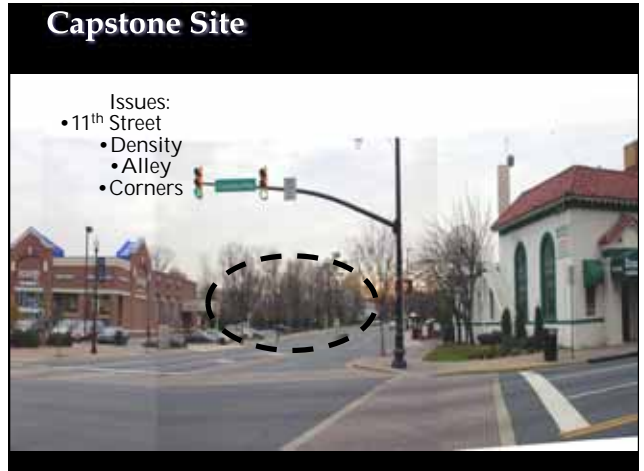 Capstone Site
Issues:
•11th Street
•Density
•Alley
•Corners